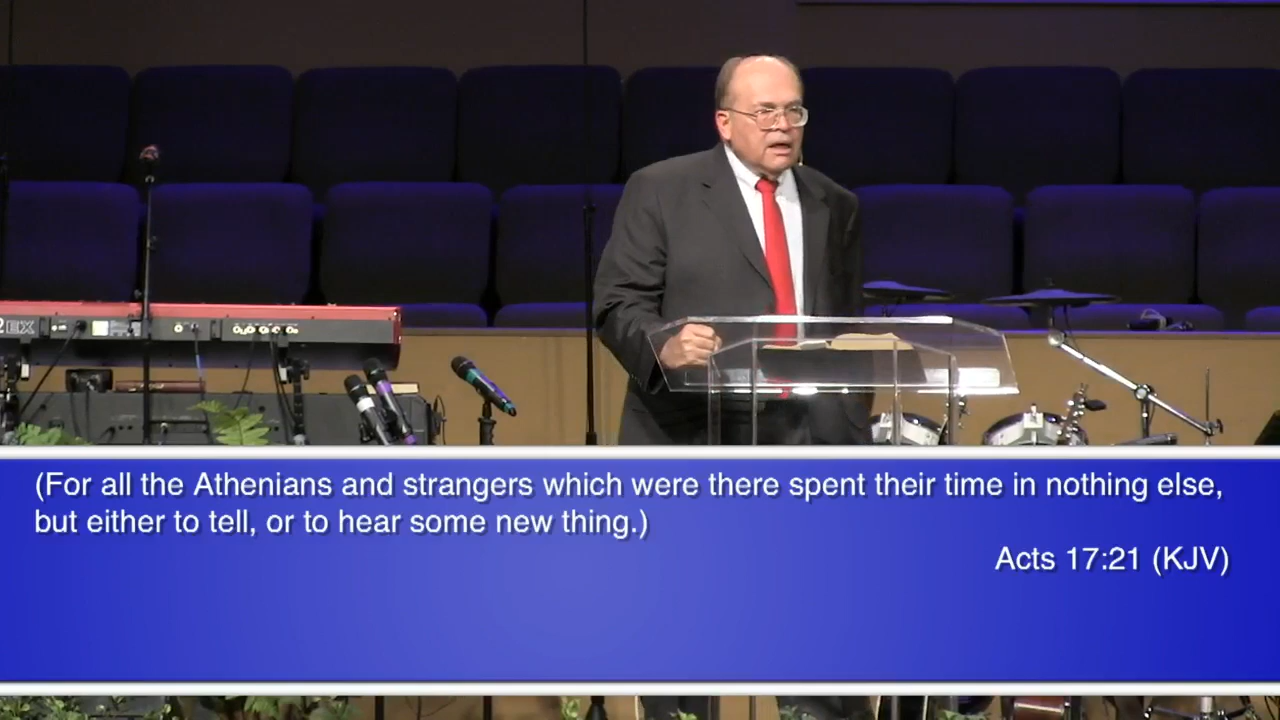 (For all the Athenians and strangers which were there spent their time in nothing else,
but either to tell, or to hear some new thing.)
Acts 17:21 (KJV)
2EX